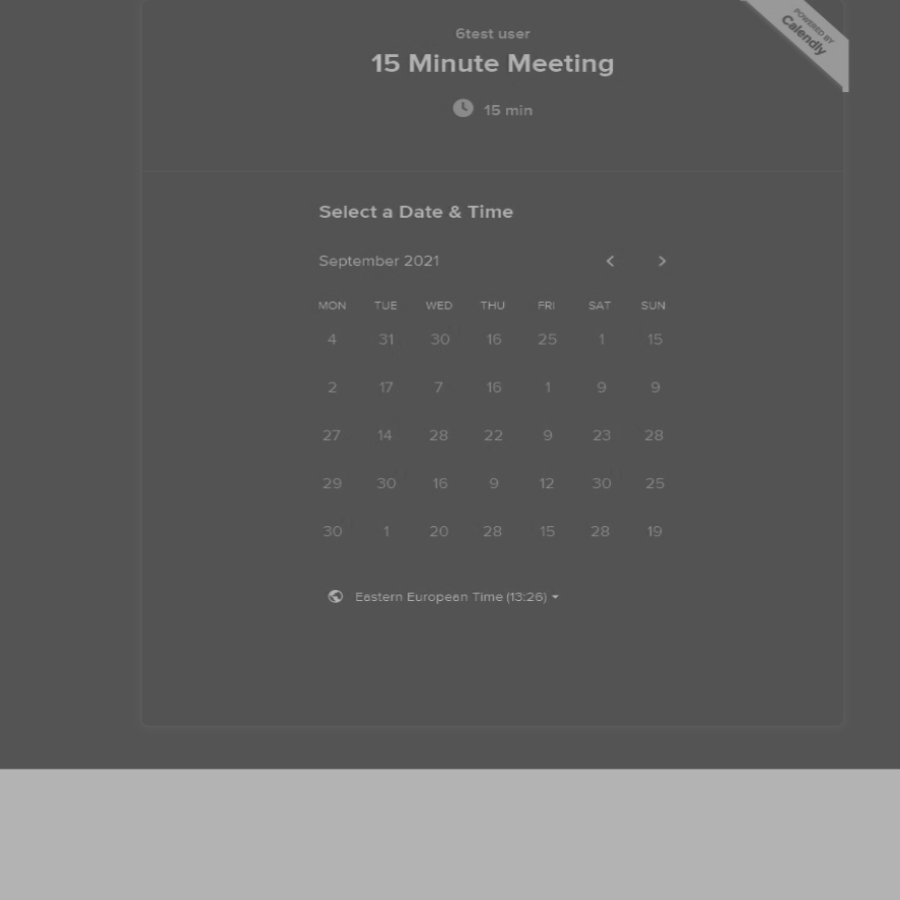 POWERED BY
Calendly
6test user
15 Minute Meeting
15 min
Select a Date & Time
September 2021
MON TUE WED THU FRI SAT SUN
4 31 30 16 25 1 15
2 17 7 16 1 9 9
27 14 28 22 9 23 28
29 30 16 9 12 30 25
30 1 20 28 15 28 19
Eastern European Time (13:26)